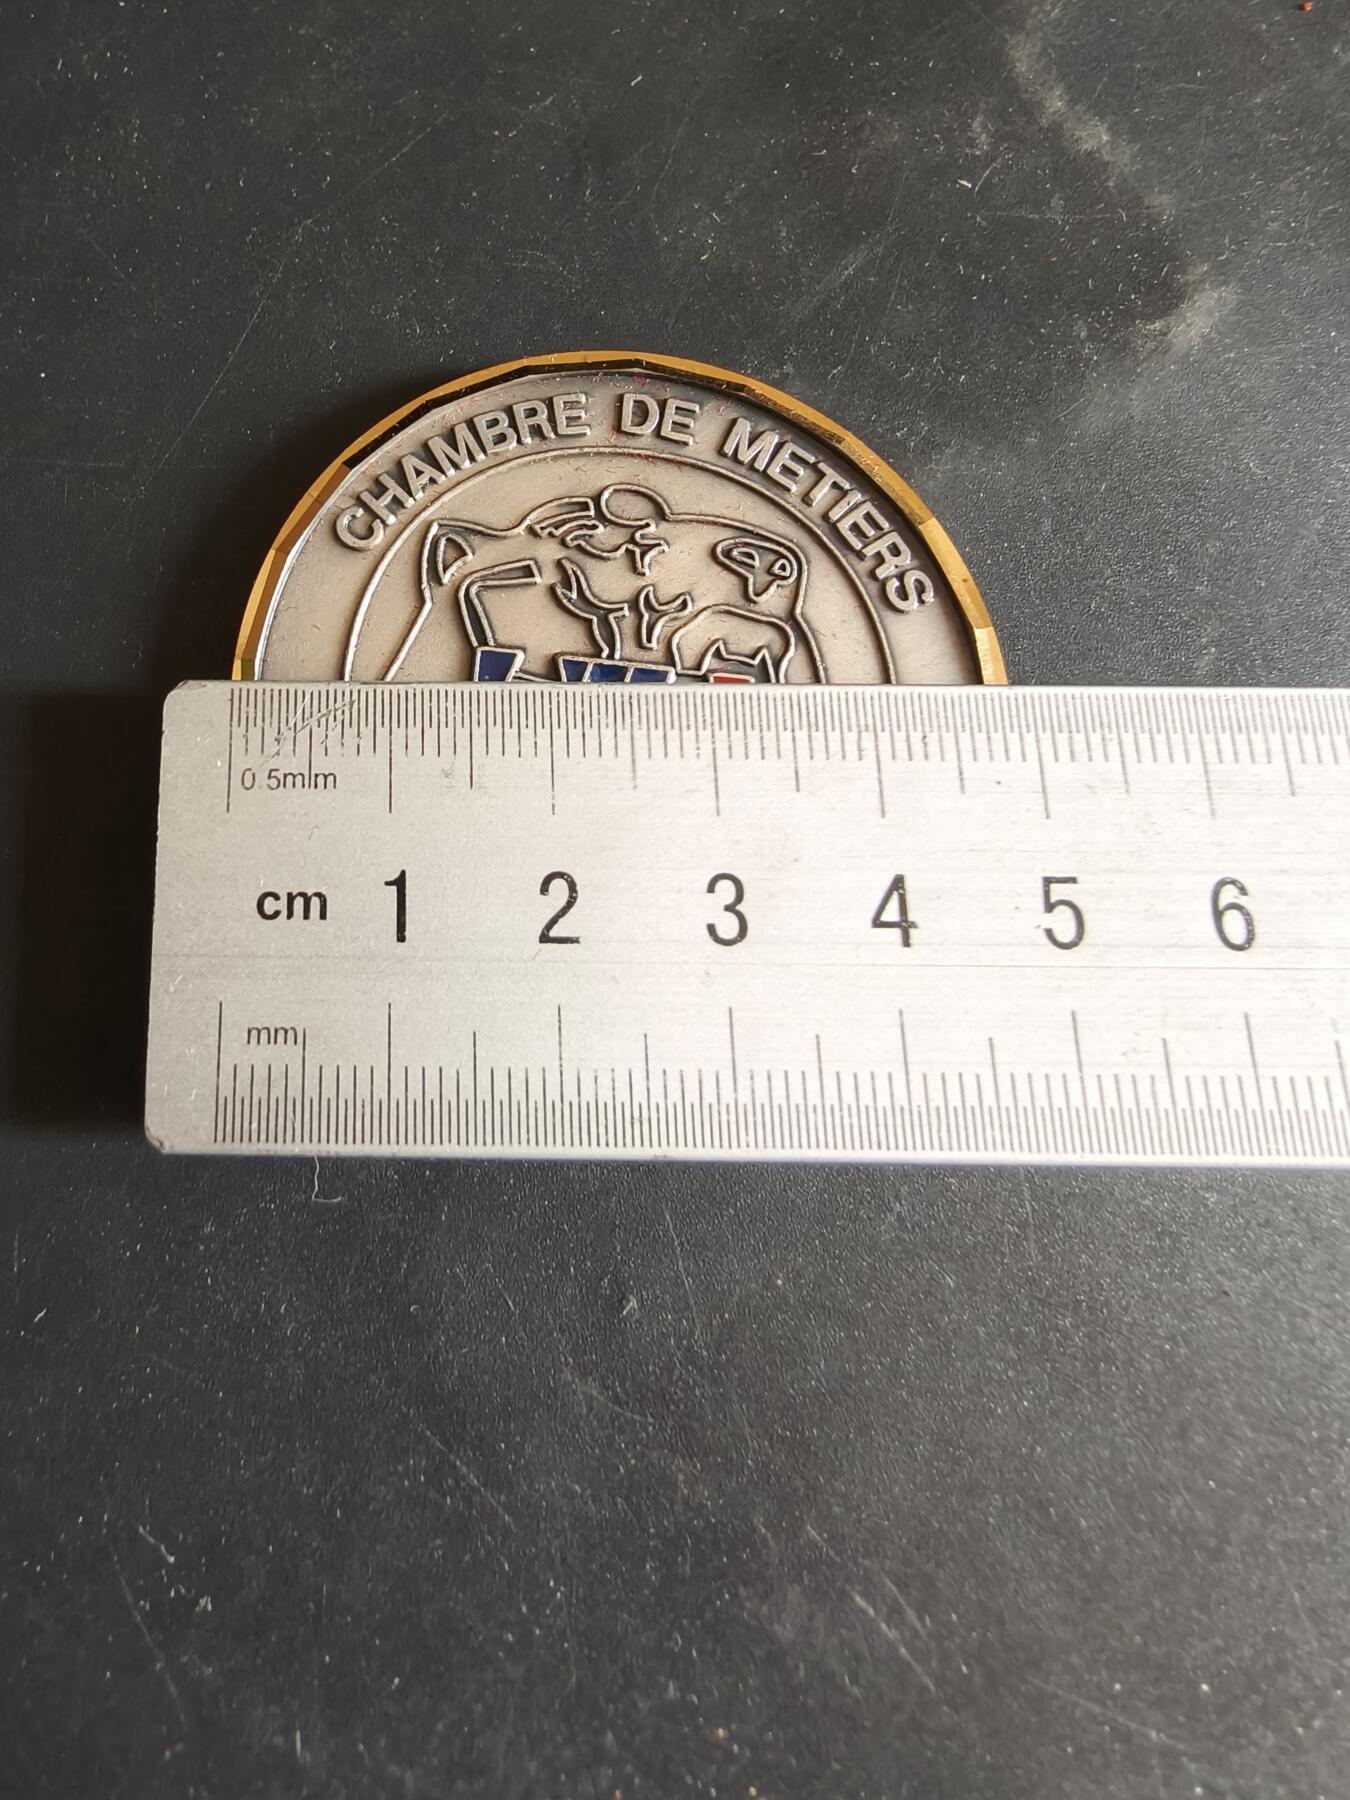 CHAMBRE DE METIERS
0.5mm
cm 1 2 3 4 5 6
mm